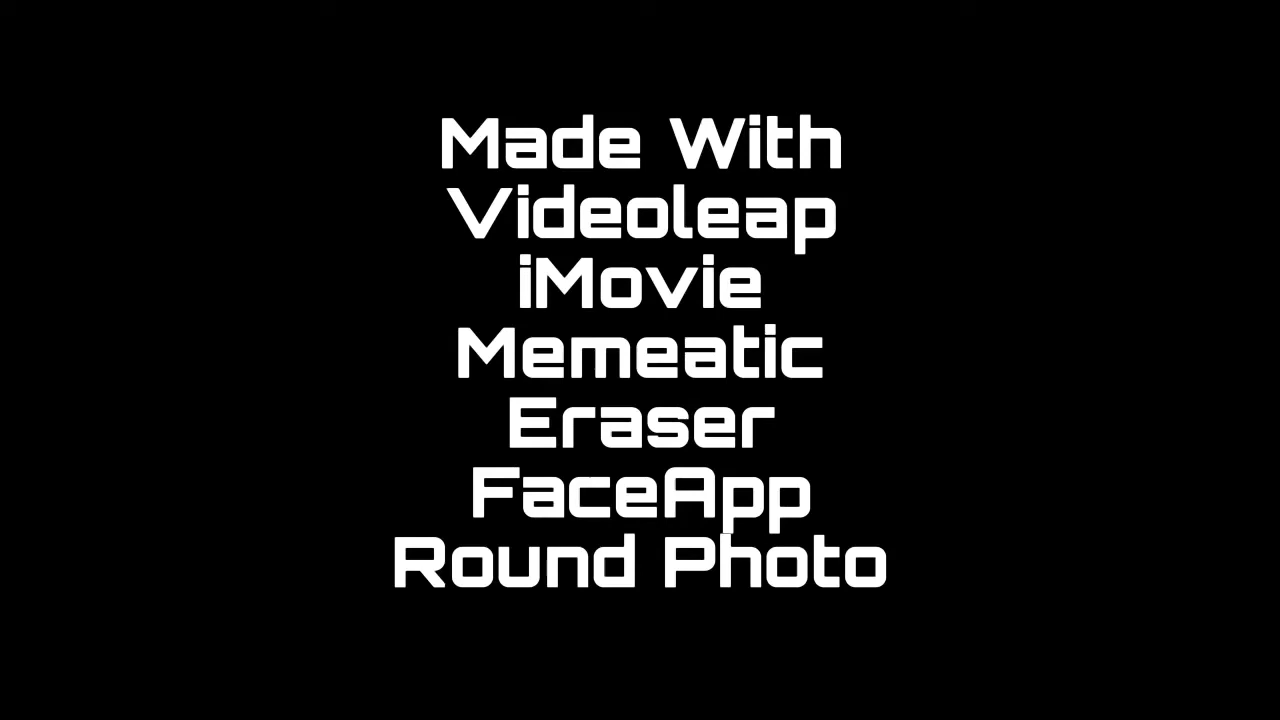 Made With
Videoleap
iMovie
Memeatic
Eraser
FaceApp
Round Photo